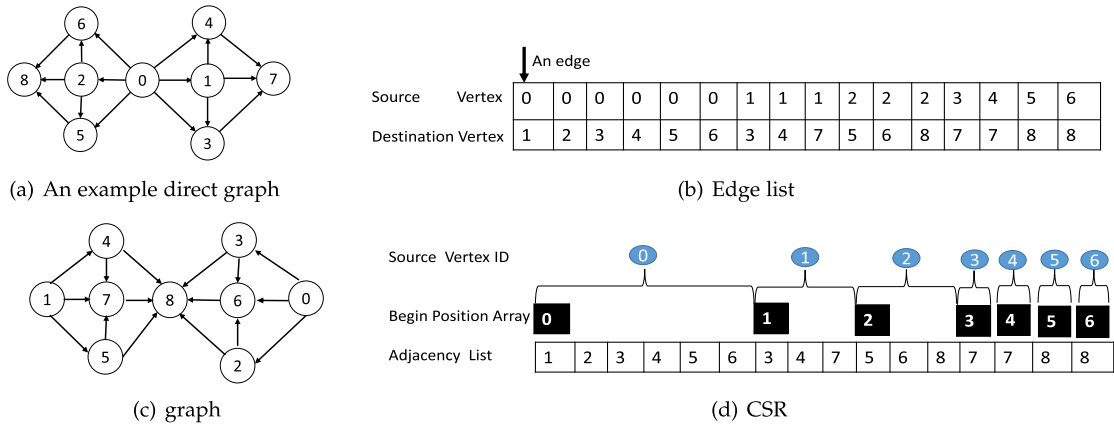 6
4
8
2
0
1
7
5
3
(a) An example direct graph
An edge
Source Vertex 0 0 0 0 0 0 1 1 1 2 2 2 3 4 5 6
Destination Vertex 1 2 3 4 5 6 3 4 7 5 6 8 7 7 8 8
(b) Edge list
4
3
1
7
8
6
0
5
2
(c) graph
Source Vertex ID 0 1 2 3 4 5 6
Begin Position Array 0 1 2 3 4 5 6
Adjacency List 1 2 3 4 5 6 3 4 7 5 6 8 7 7 8 8
(d) CSR